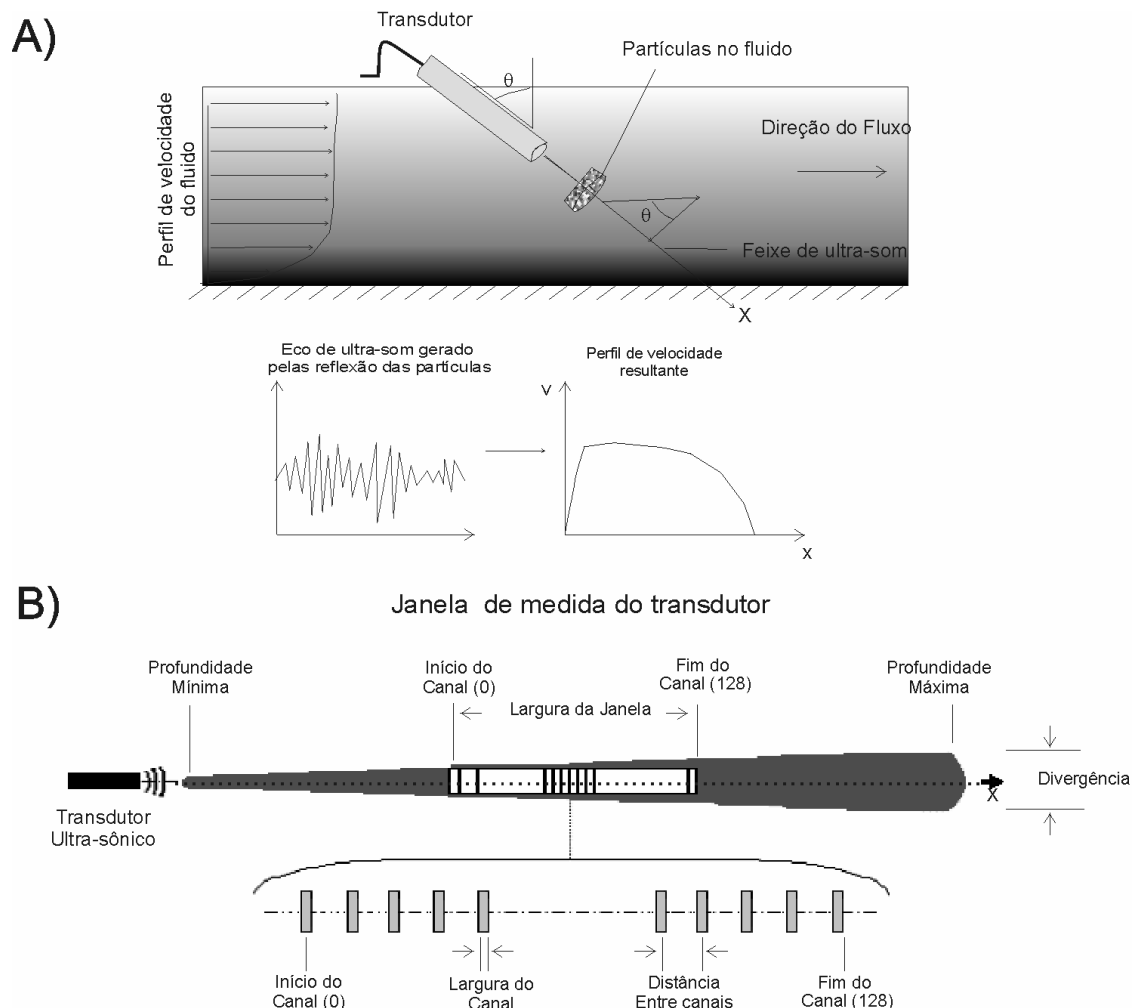 A)
Transdutor
Partículas no fluido
θ
Direção do Fluxo
Perfil de velocidade
do fluido
θ
Feixe de ultra-som
X
Eco de ultra-som gerado
pelas reflexão das partículas
Perfil de velocidade
resultante
V
x
B)
Janela de medida do transdutor
Profundidade
Mínima
Início do
Canal (0)
Fim do
Canal (128)
Profundidade
Máxima
Largura da Janela
Divergência
X
Transdutor
Ultra-sônico
Início do
Canal (0)
Largura do
Canal
Distância
Entre canais
Fim do
Canal (128)